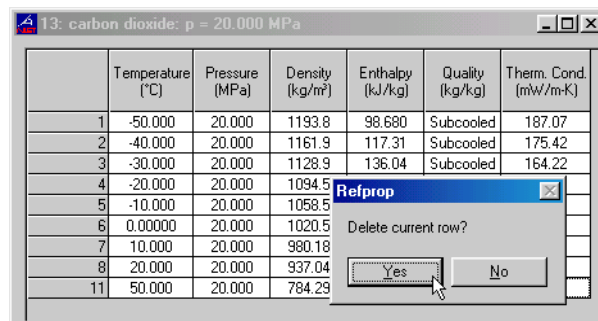 13: carbon dioxide: p = 20.000 MPa
Temperature (°C) Pressure (MPa) Density (kg/m³) Enthalpy (kJ/kg) Quality (kg/kg) Therm. Cond. (mW/m-K)
1 -50.000 20.000 1193.8 98.680 Subcooled 187.07
2 -40.000 20.000 1161.9 117.31 Subcooled 175.42
3 -30.000 20.000 1128.9 136.04 Subcooled 164.22
4 -20.000 20.000 1094.5
5 -10.000 20.000 1058.5
6 0.00000 20.000 1020.5
7 10.000 20.000 980.18
8 20.000 20.000 937.04
11 50.000 20.000 784.29
Refprop
Delete current row?
Yes No